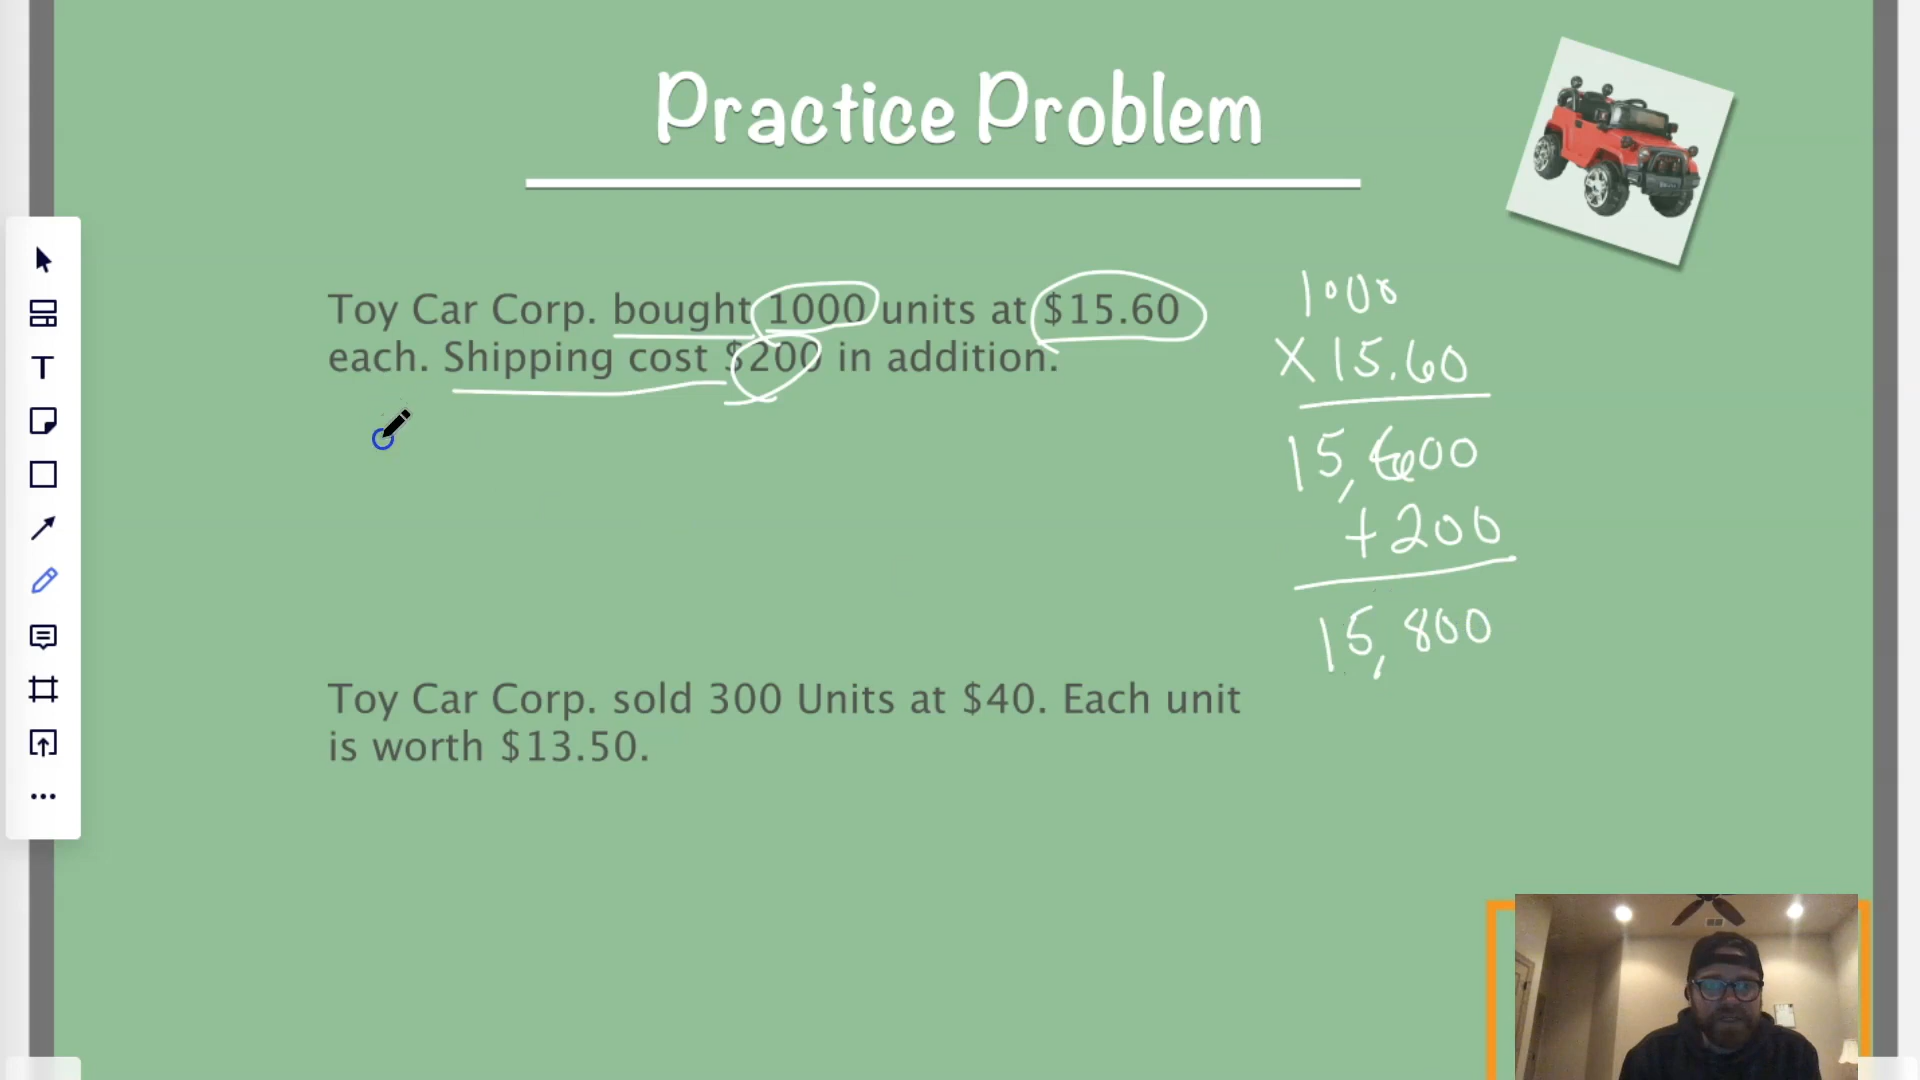 Practice Problem
Toy Car Corp. bought 1000 units at $15.60
each. Shipping cost $200 in addition.
1000
X 15.60
15,600
+200
15,800
Toy Car Corp. sold 300 Units at $40. Each unit
is worth $13.50.
T